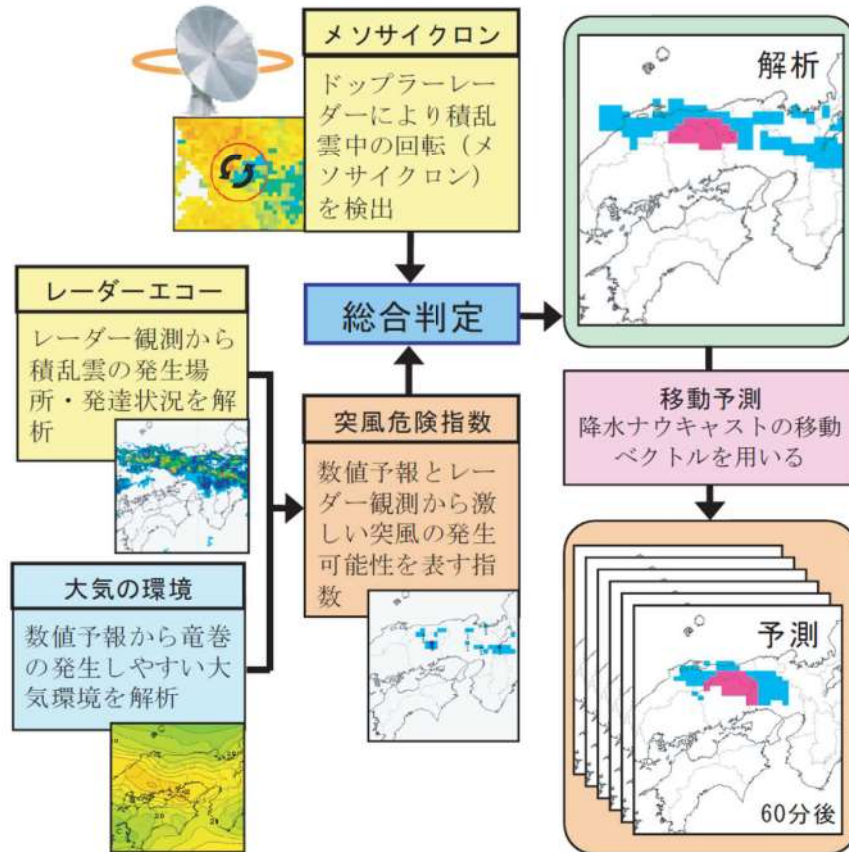 メソサイクロン
ドップラーレー
ダーにより積乱
雲中の回転（メ
ソサイクロン）
を検出
解析
レーダーエコー
レーダー観測から
積乱雲の発生場
所・発達状況を解
析
総合判定
移動予測
降水ナウキャストの移動
ベクトルを用いる
突風危険指数
数値予報とレー
ダー観測から激
しい突風の発生
可能性を表す指
数
大気の環境
数値予報から竜巻
の発生しやすい大
気環境を解析
予測
60分後